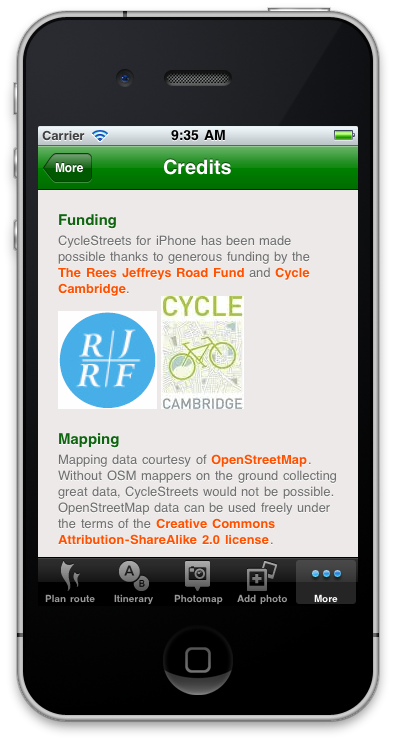 Carrier 9:35 AM
More Credits
Funding
CycleStreets for iPhone has been made
possible thanks to generous funding by the
The Rees Jeffreys Road Fund and Cycle
Cambridge.
CYCLE
R J
R F
CAMBRIDGE
Mapping
Mapping data courtesy of OpenStreetMap.
Without OSM mappers on the ground collecting
great data, CycleStreets would not be possible.
OpenStreetMap data can be used freely under
the terms of the Creative Commons
Attribution-ShareAlike 2.0 license.
A B
Plan route Itinerary Photomap Add photo More